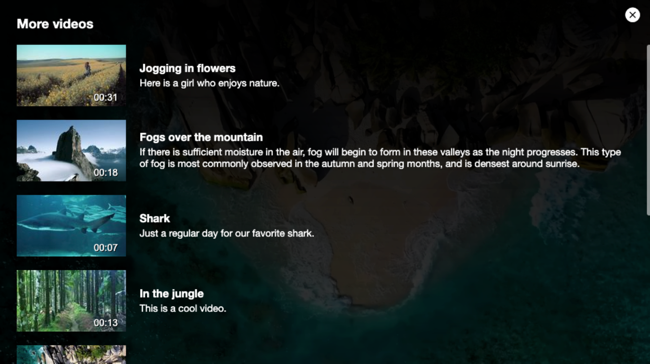 More videos
00:31
Jogging in flowers
Here is a girl who enjoys nature.
00:18
Fogs over the mountain
If there is sufficient moisture in the air, fog will begin to form in these valleys as the night progresses. This type
of fog is most commonly observed in the autumn and spring months, and is densest around sunrise.
00:07
Shark
Just a regular day for our favorite shark.
00:13
In the jungle
This is a cool video.